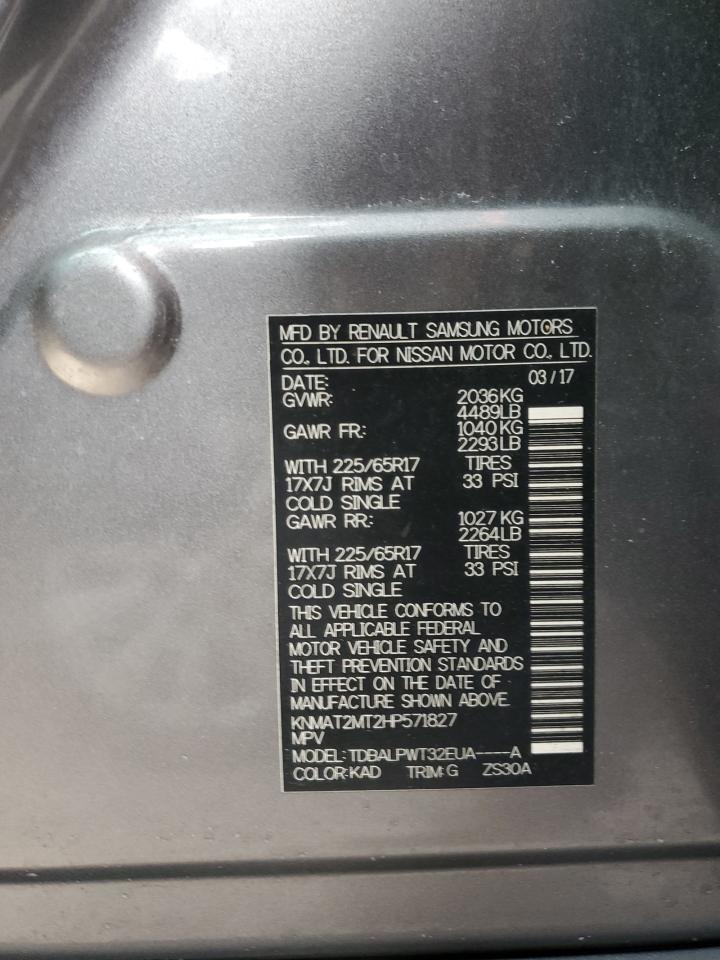 MFD BY RENAULT SAMSUNG MOTORS
CO., LTD. FOR NISSAN MOTOR CO., LTD.
DATE: 03/17
GVWR: 2036KG
4489LB
GAWR FR: 1040KG
2293LB
WITH 225/65R17 TIRES
17X7J RIMS AT 33 PSI
COLD SINGLE
GAWR RR: 1027KG
2264LB
WITH 225/65R17 TIRES
17X7J RIMS AT 33 PSI
COLD SINGLE
THIS VEHICLE CONFORMS TO
ALL APPLICABLE FEDERAL
MOTOR VEHICLE SAFETY AND
THEFT PREVENTION STANDARDS
IN EFFECT ON THE DATE OF
MANUFACTURE SHOWN ABOVE.
KNMAT2MT2HP571827
MPV
MODEL:TDBALPWT32EUA----A
COLOR:KAD TRIM:G ZS30A